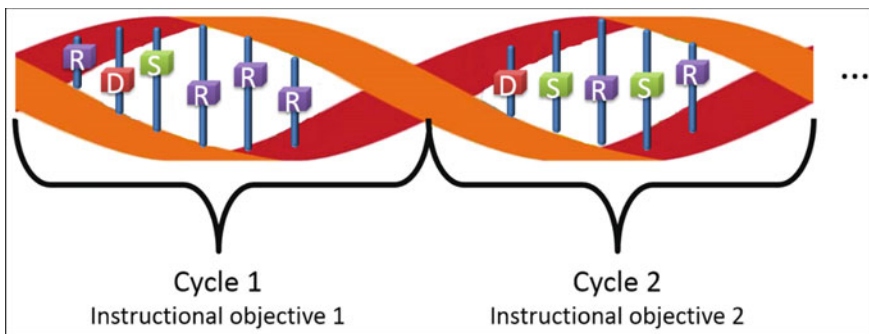 R D S R R R D S R S R
...
Cycle 1 Cycle 2
Instructional objective 1 Instructional objective 2